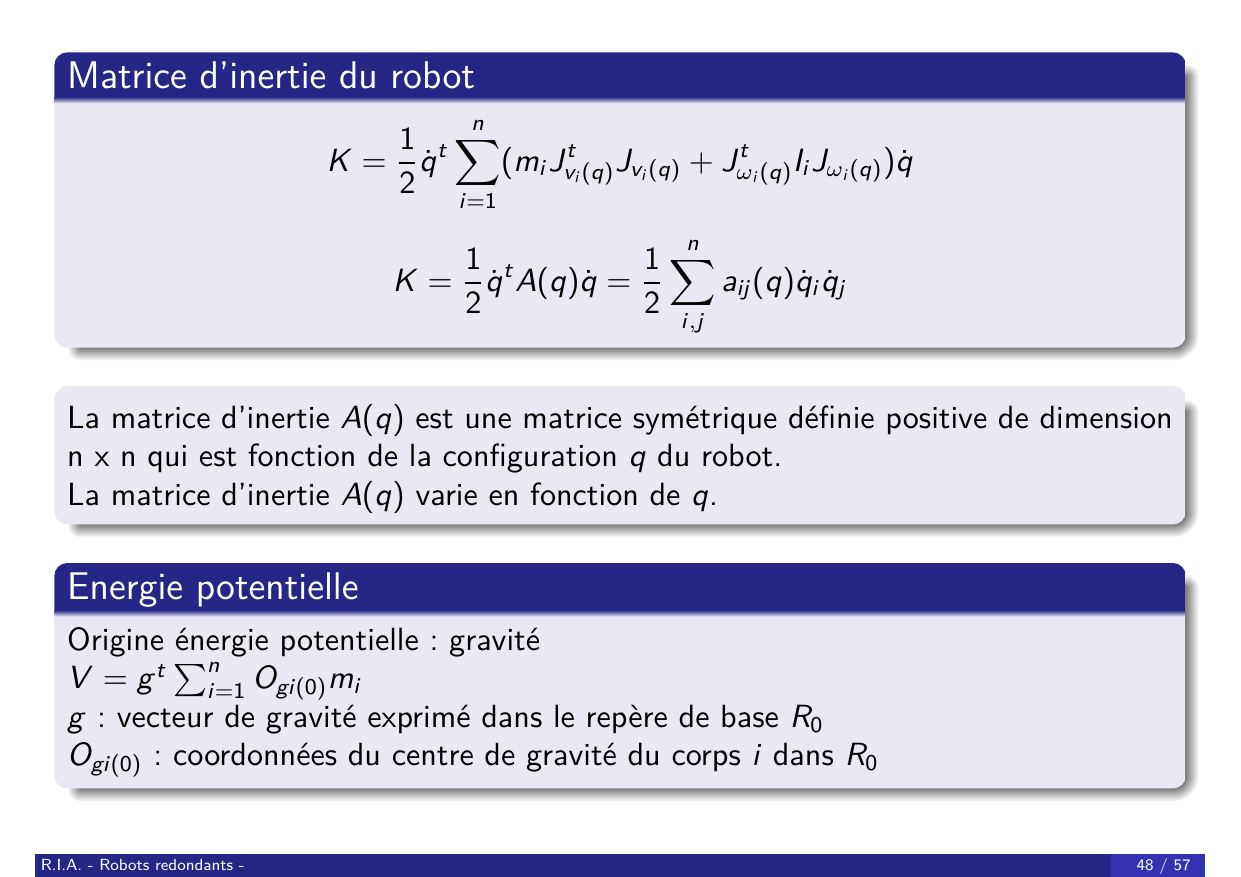 Matrice d'inertie du robot
$K = \frac{1}{2}\dot{q}^t \sum_{i=1}^{n} (m_i J^t_{v_i(q)} J_{v_i(q)} + J^t_{\omega_i(q)} I_i J_{\omega_i(q)})\dot{q}$
$K = \frac{1}{2}\dot{q}^t A(q)\dot{q} = \frac{1}{2} \sum_{i,j}^{n} a_{ij}(q)\dot{q}_i\dot{q}_j$
La matrice d'inertie A(q) est une matrice symétrique définie positive de dimension
n x n qui est fonction de la configuration q du robot.
La matrice d'inertie A(q) varie en fonction de q.
Energie potentielle
Origine énergie potentielle : gravité
$V = g^t \sum_{i=1}^{n} O_{gi(0)} m_i$
g : vecteur de gravité exprimé dans le repère de base $R_0$
$O_{gi(0)}$ : coordonnées du centre de gravité du corps i dans $R_0$
R.I.A. - Robots redondants - 48 / 57